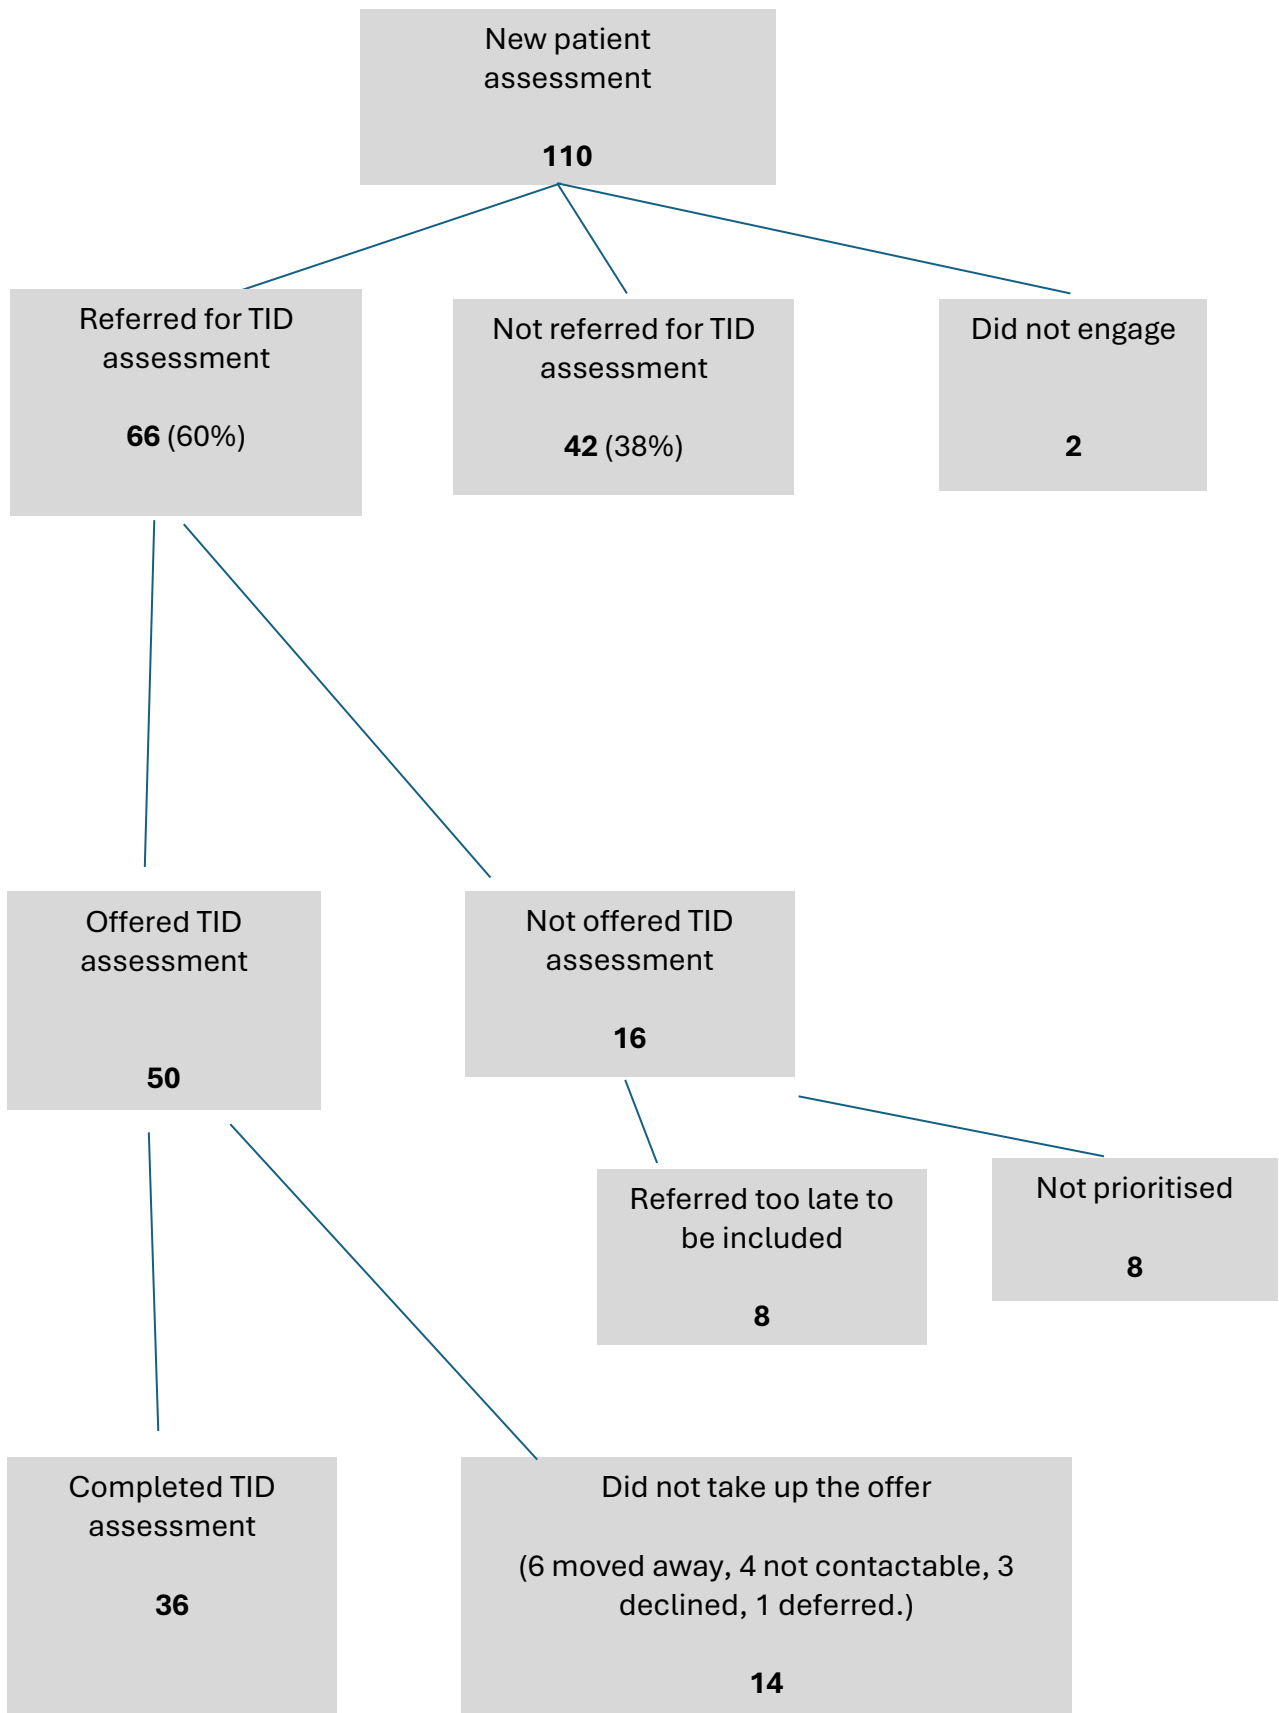 New patient
assessment
110
Referred for TID
assessment
66 (60%)
Not referred for TID
assessment
42 (38%)
Did not engage
2
Offered TID
assessment
50
Not offered TID
assessment
16
Referred too late to
be included
8
Not prioritised
8
Completed TID
assessment
36
Did not take up the offer
(6 moved away, 4 not contactable, 3
declined, 1 deferred.)
14